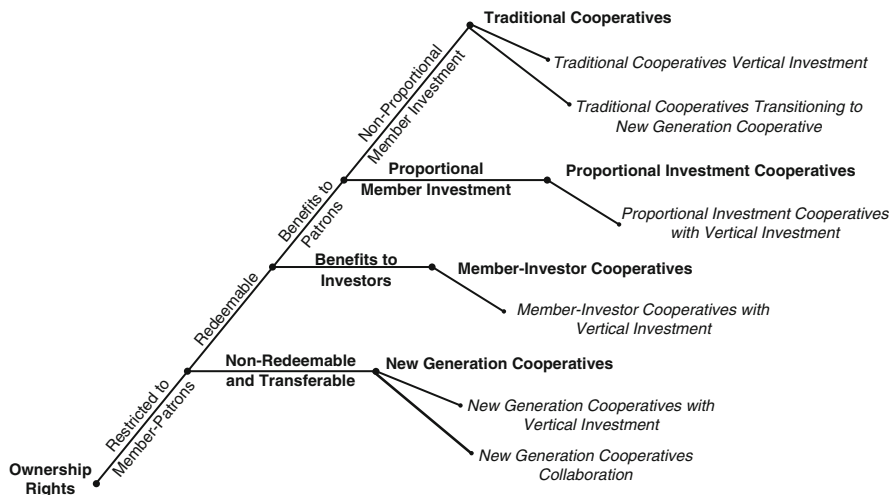 Traditional Cooperatives
Traditional Cooperatives Vertical Investment
Traditional Cooperatives Transitioning to
New Generation Cooperative
Non-Proportional
Member Investment
Proportional
Member Investment
Proportional Investment Cooperatives
Proportional Investment Cooperatives
with Vertical Investment
Benefits to
Patrons
Benefits to
Investors
Member-Investor Cooperatives
Member-Investor Cooperatives with
Vertical Investment
Redeemable
Non-Redeemable
and Transferable
New Generation Cooperatives
New Generation Cooperatives with
Vertical Investment
New Generation Cooperatives
Collaboration
Restricted to
Member-Patrons
Ownership
Rights